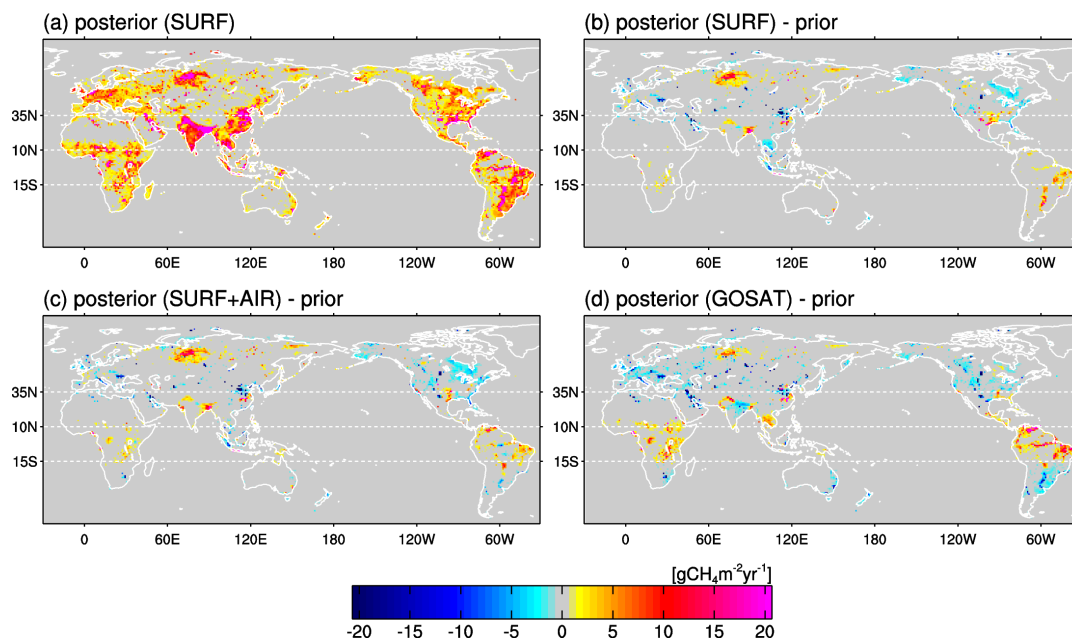 (a) posterior (SURF)
(b) posterior (SURF) - prior
35N
10N
15S
35N
10N
15S
0 60E 120E 180 120W 60W
0 60E 120E 180 120W 60W
(c) posterior (SURF+AIR) - prior
(d) posterior (GOSAT) - prior
35N
10N
15S
35N
10N
15S
0 60E 120E 180 120W 60W
0 60E 120E 180 120W 60W
[gCH₄m⁻²yr⁻¹]
-20 -15 -10 -5 0 5 10 15 20